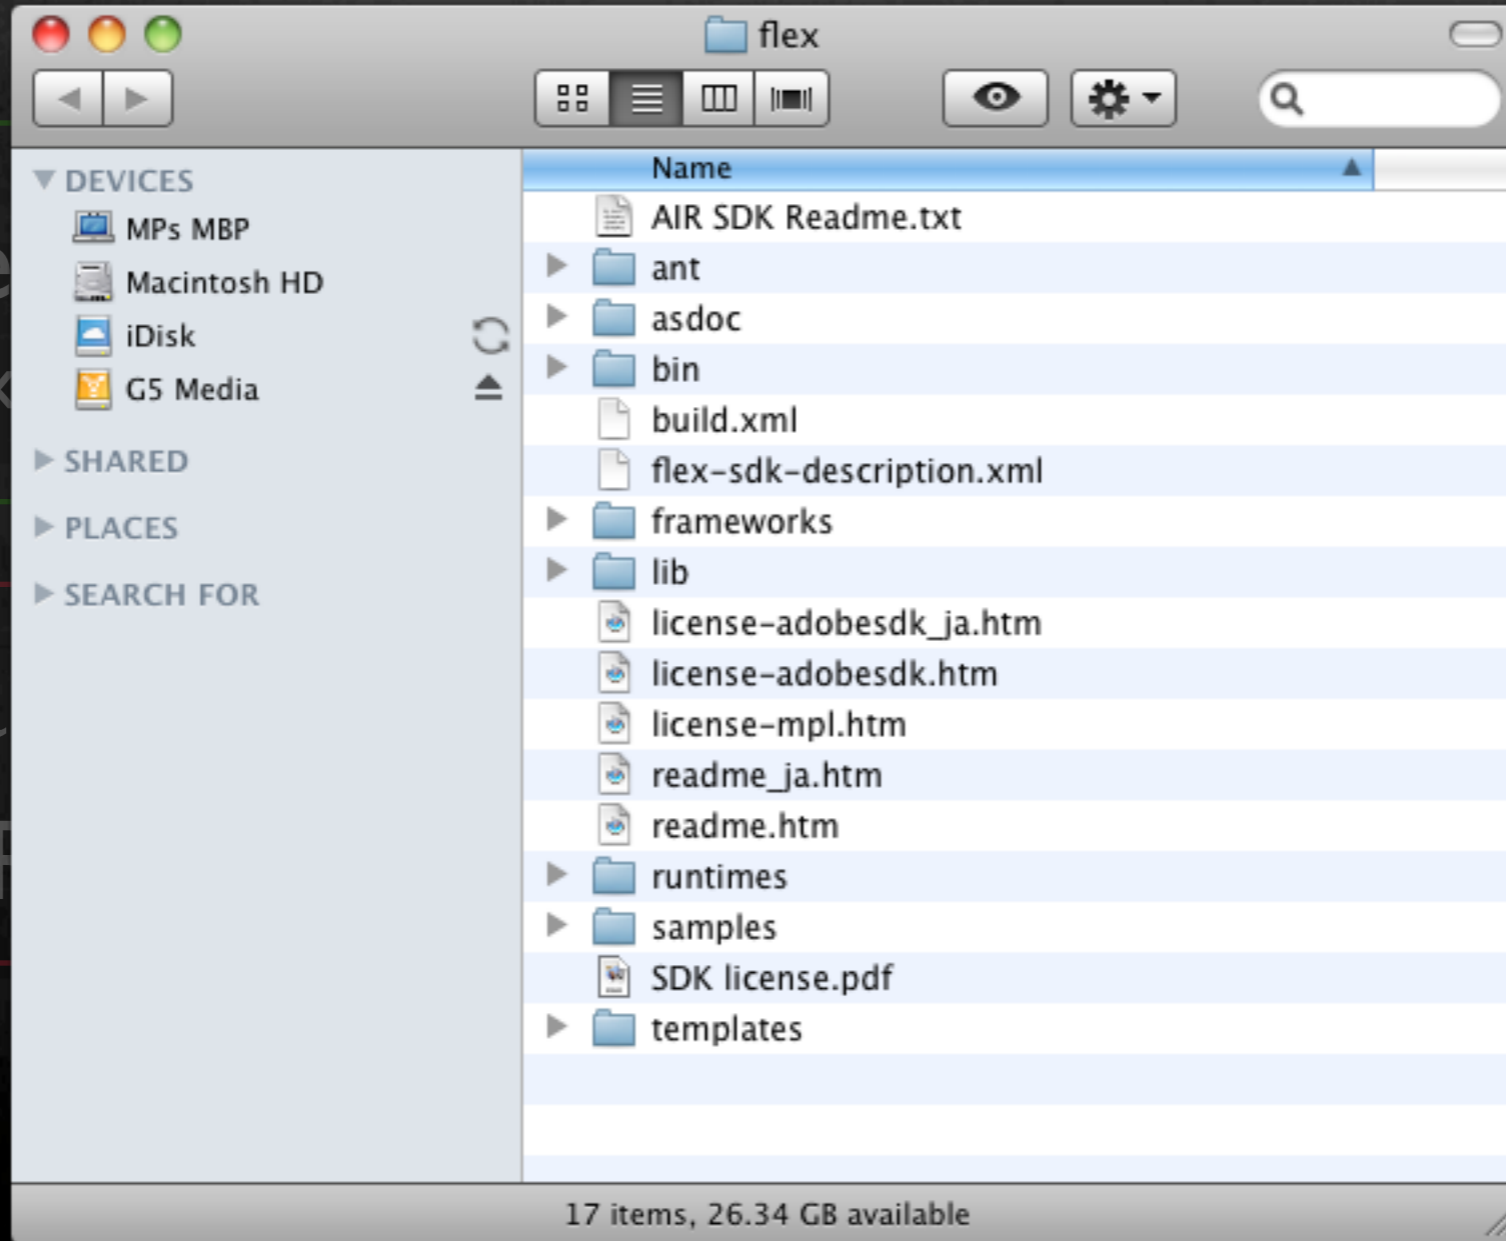 flex
DEVICES
MPs MBP
Macintosh HD
iDisk
G5 Media
SHARED
PLACES
SEARCH FOR
Name
AIR SDK Readme.txt
ant
asdoc
bin
build.xml
flex-sdk-description.xml
frameworks
lib
license-adobesdk_ja.htm
license-adobesdk.htm
license-mpl.htm
readme_ja.htm
readme.htm
runtimes
samples
SDK license.pdf
templates
17 items, 26.34 GB available